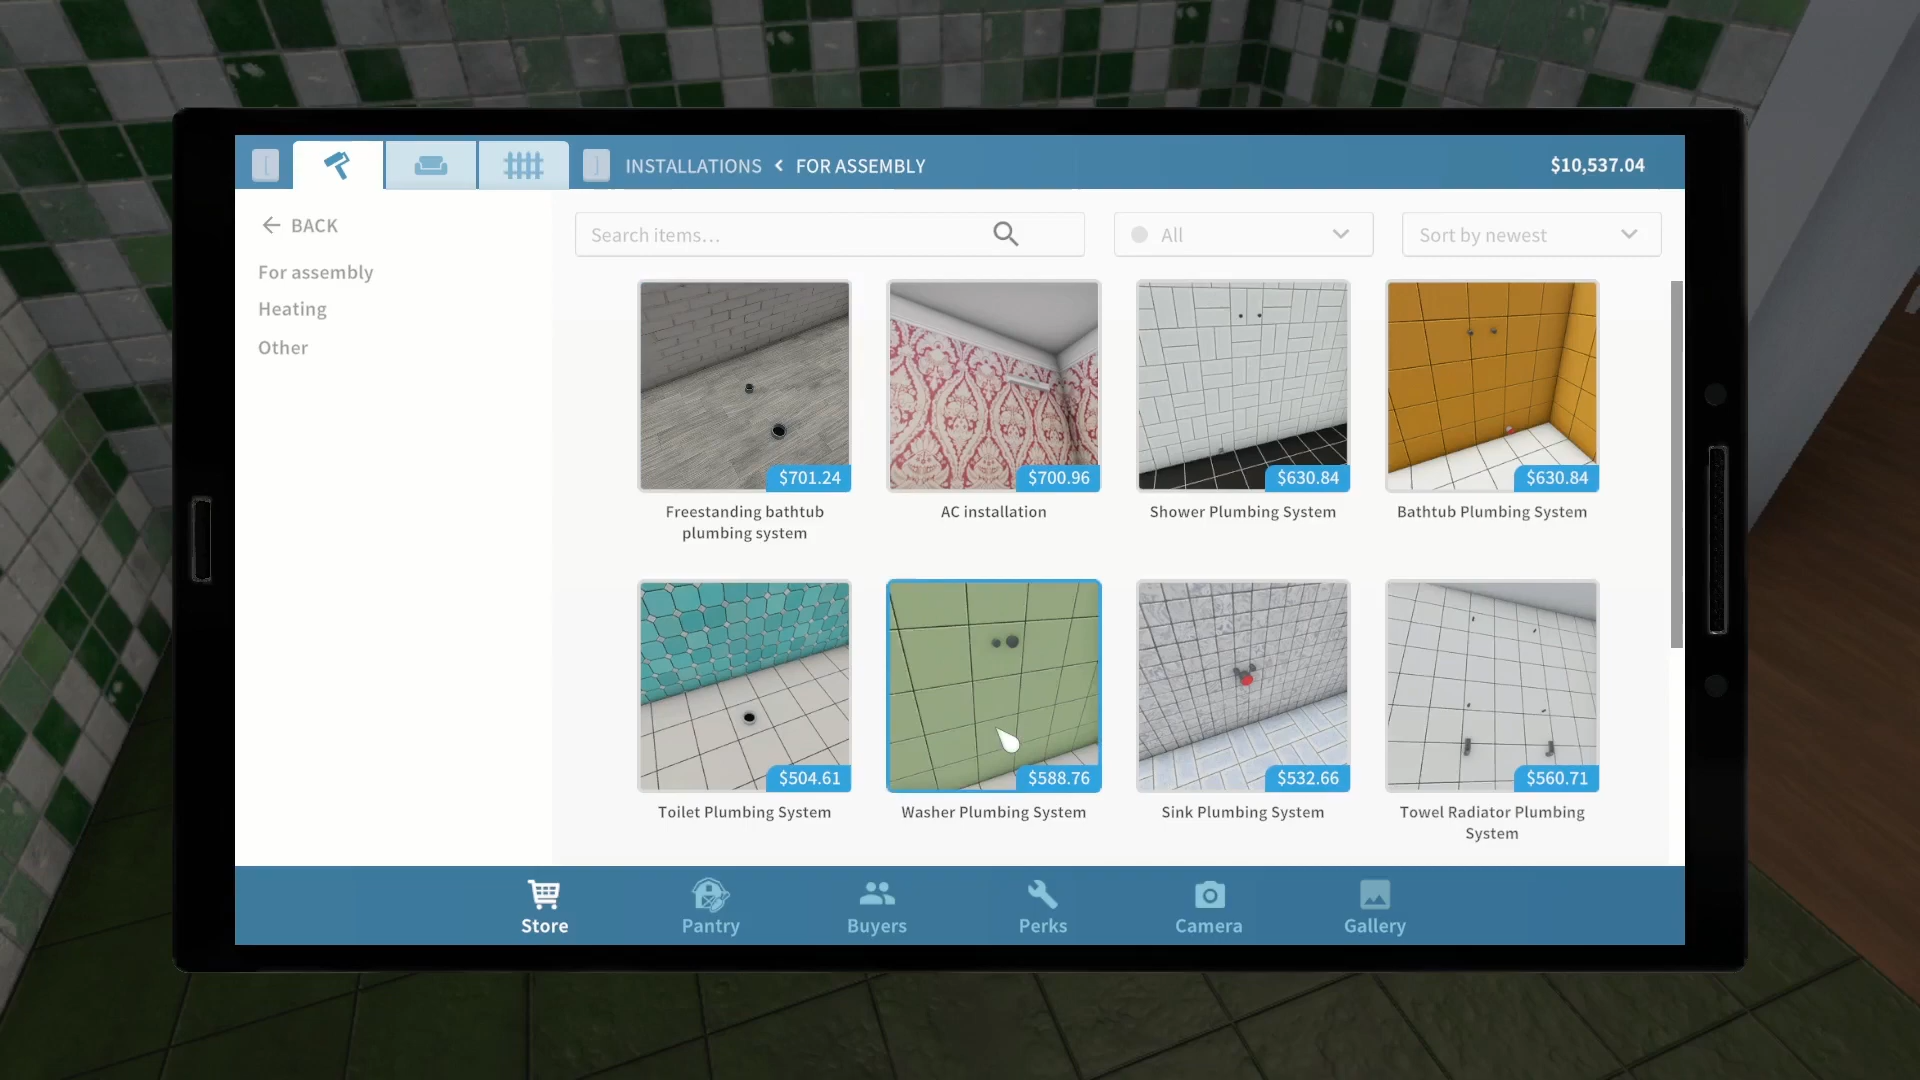 [
]
INSTALLATIONS < FOR ASSEMBLY
$10,537.04
BACK
For assembly
Heating
Other
Search items...
All
Sort by newest
$701.24
Freestanding bathtub
plumbing system
$700.96
AC installation
$630.84
Shower Plumbing System
$630.84
Bathtub Plumbing System
$504.61
Toilet Plumbing System
$588.76
Washer Plumbing System
$532.66
Sink Plumbing System
$560.71
Towel Radiator Plumbing
System
Store
Pantry
Buyers
Perks
Camera
Gallery